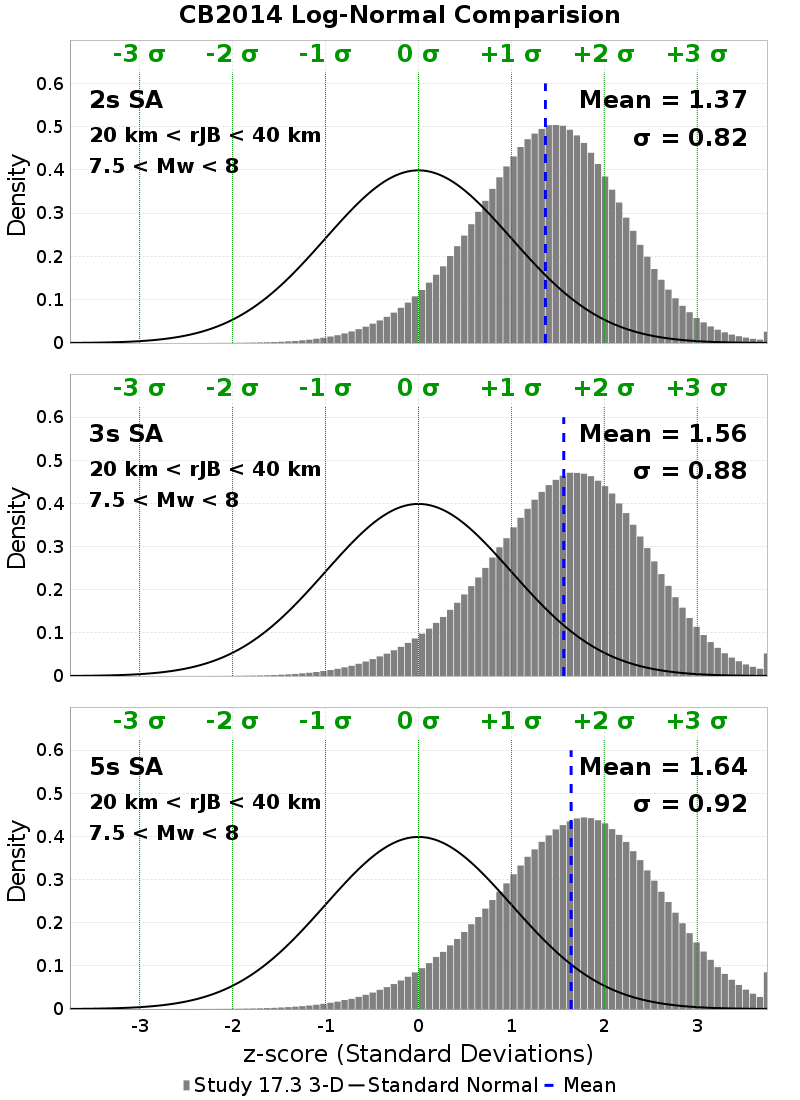 CB2014 Log-Normal Comparision
-3 σ -2 σ -1 σ 0 σ +1 σ +2 σ +3 σ
2s SA
Mean = 1.37
20 km < rJB < 40 km
σ = 0.82
7.5 < Mw < 8
Density
0.6
0.5
0.4
0.3
0.2
0.1
0
-3 σ -2 σ -1 σ 0 σ +1 σ +2 σ +3 σ
3s SA
Mean = 1.56
20 km < rJB < 40 km
σ = 0.88
7.5 < Mw < 8
Density
0.6
0.5
0.4
0.3
0.2
0.1
0
-3 σ -2 σ -1 σ 0 σ +1 σ +2 σ +3 σ
5s SA
Mean = 1.64
20 km < rJB < 40 km
σ = 0.92
7.5 < Mw < 8
Density
0.6
0.5
0.4
0.3
0.2
0.1
0
-3 -2 -1 0 1 2 3
z-score (Standard Deviations)
Study 17.3 3-D Standard Normal Mean